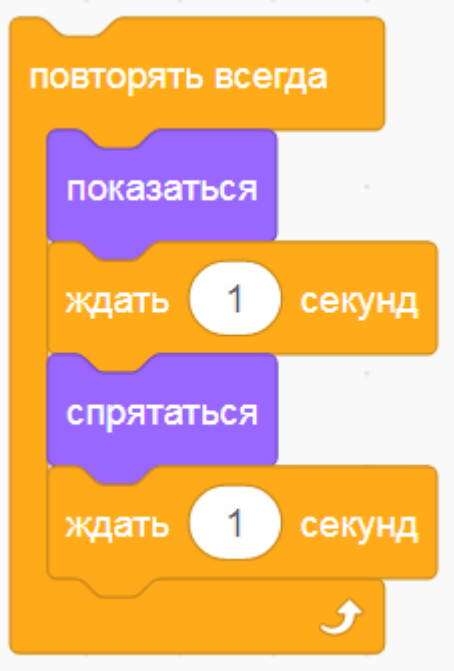 повторять всегда
показаться
ждать 1 секунд
спрятаться
ждать 1 секунд